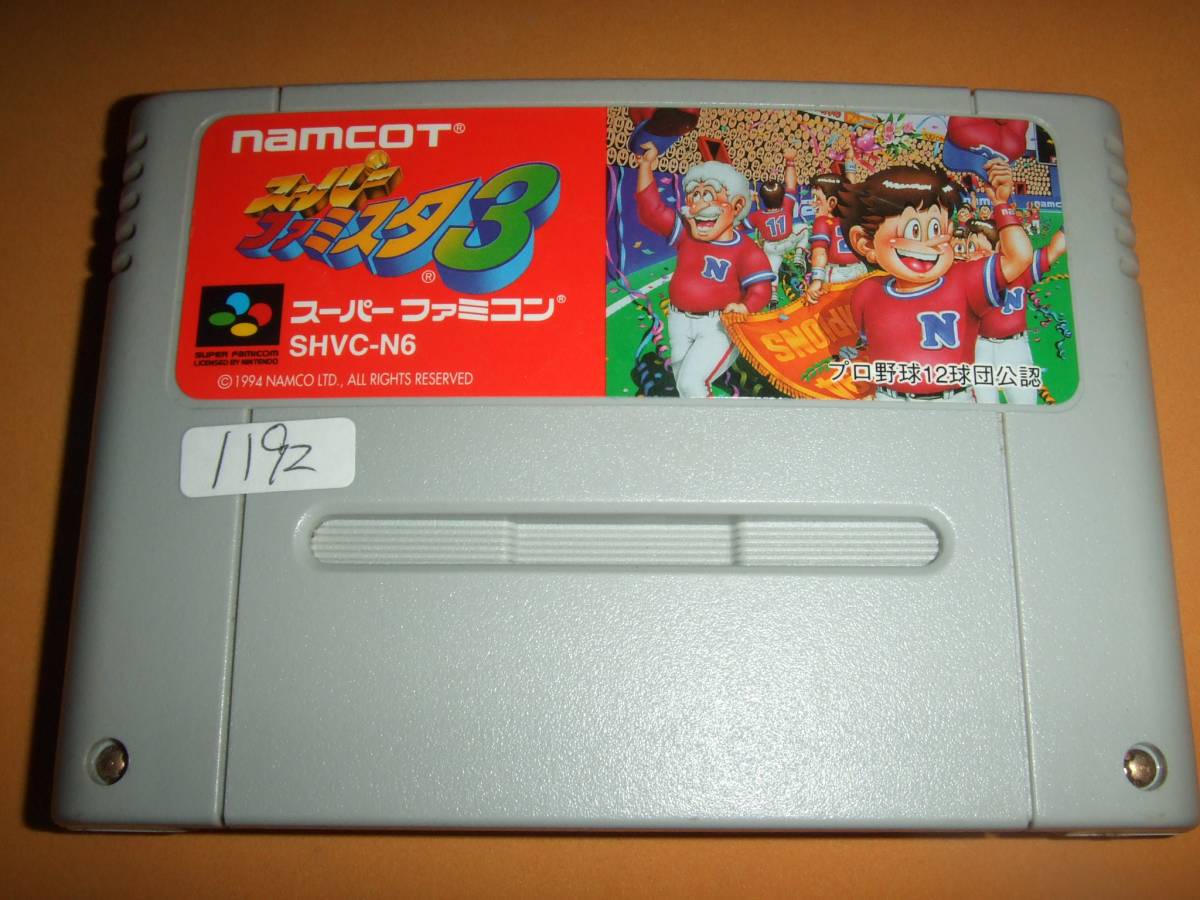 namcoT®
スーパー
ファミスタ3®
スーパーファミコン®
SHVC-N6
SUPER FAMICOM
LICENSED BY NINTENDO
©1994 NAMCO LTD., ALL RIGHTS RESERVED
11
N
N
PIONS
namc
プロ野球12球団公認
1192